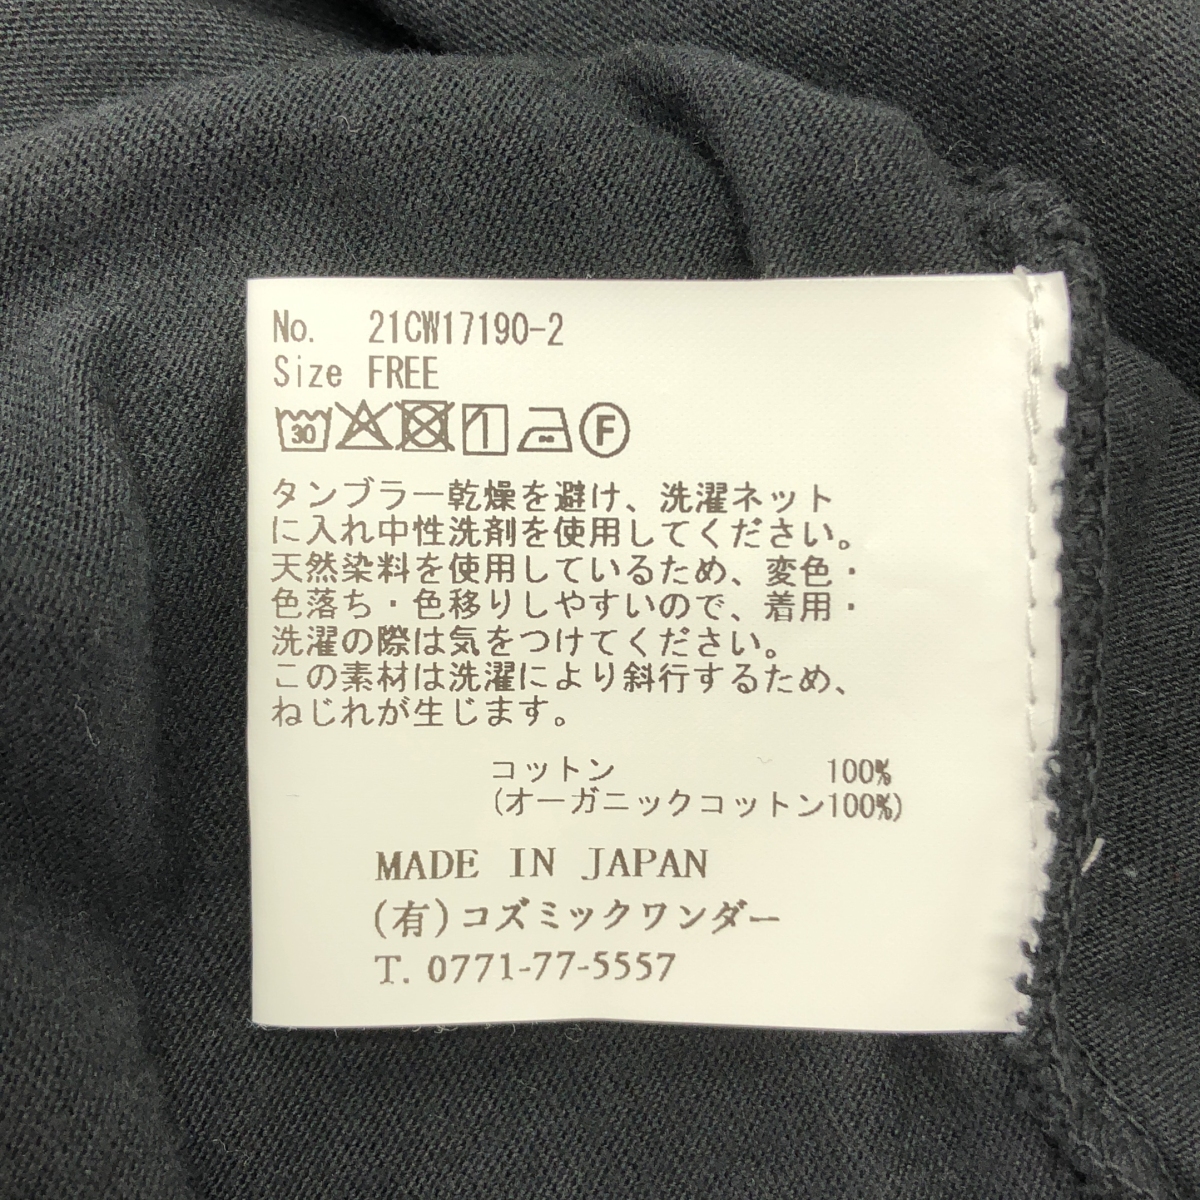 No. 21CW17190-2
Size FREE
30 F
タンブラー乾燥を避け、洗濯ネット
に入れ中性洗剤を使用してください。
天然染料を使用しているため、変色・
色落ち・色移りしやすいので、着用・
洗濯の際は気をつけてください。
この素材は洗濯により斜行するため、
ねじれが生じます。
コットン 100%
(オーガニックコットン100%)
MADE IN JAPAN
(有)コズミックワンダー
T. 0771-77-5557